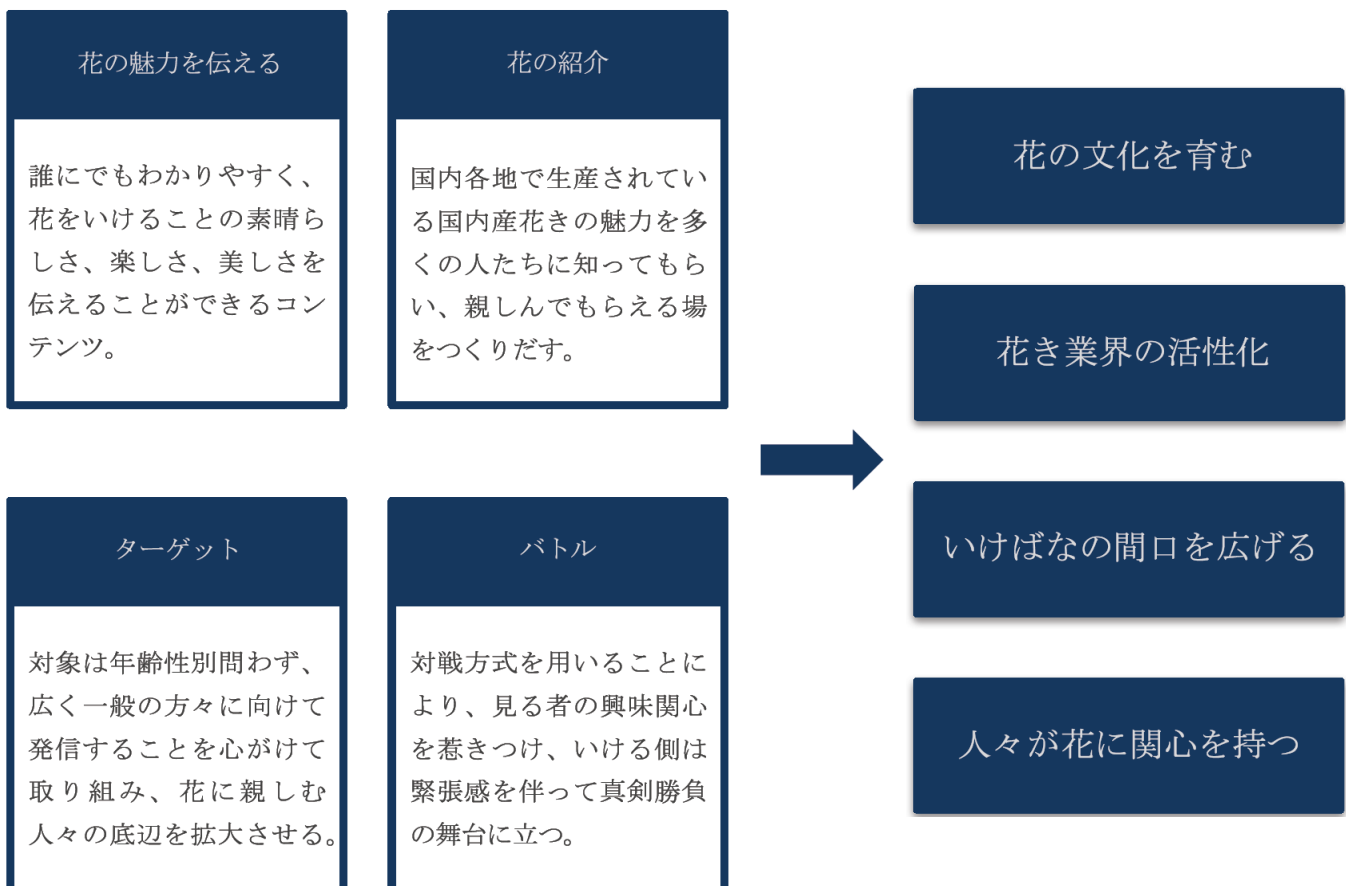 花の魅力を伝える
誰にでもわかりやすく、
花をいけることの素晴ら
しさ、楽しさ、美しさを
伝えることができるコン
テンツ。
花の紹介
国内各地で生産されてい
る国内産花きの魅力を多
くの人たちに知ってもら
い、親しんでもらえる場
をつくりだす。
ターゲット
対象は年齢性別問わず、
広く一般の方々に向けて
発信することを心がけて
取り組み、花に親しむ
人々の底辺を拡大させる。
バトル
対戦方式を用いることに
より、見る者の興味関心
を惹きつけ、いける側は
緊張感を伴って真剣勝負
の舞台に立つ。
花の文化を育む
花き業界の活性化
いけばなの間口を広げる
人々が花に関心を持つ